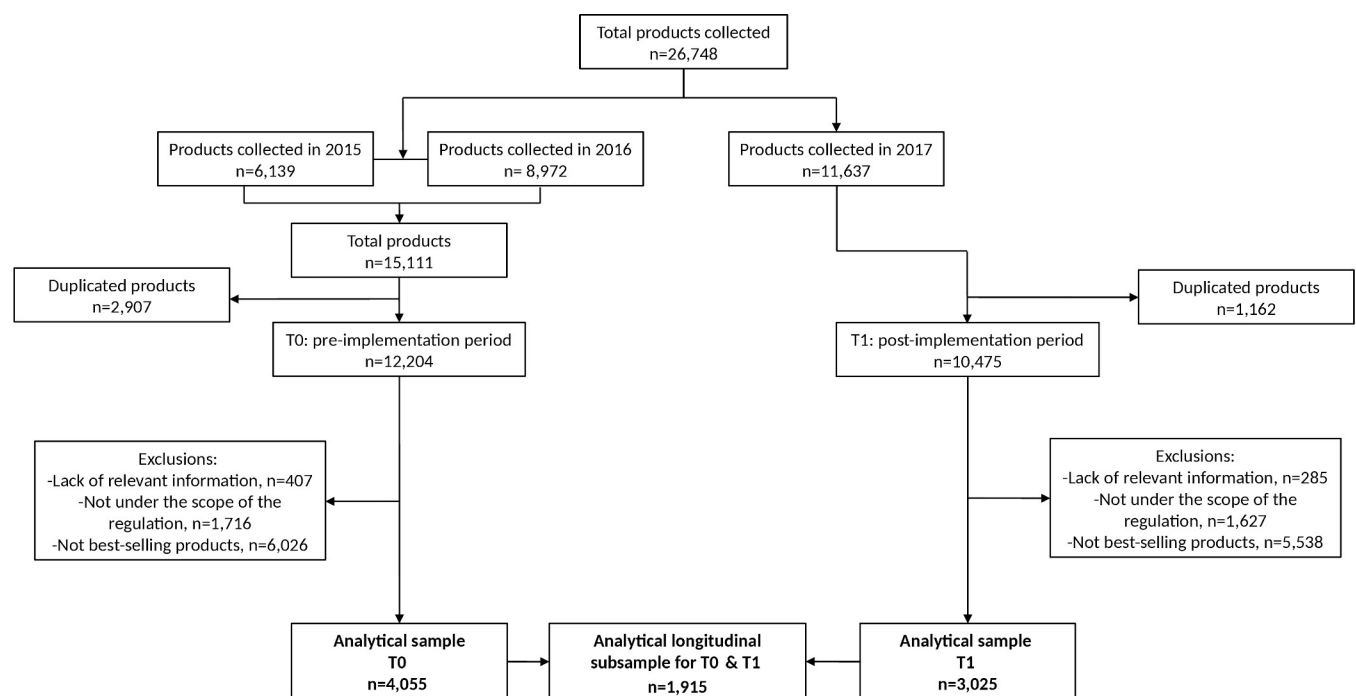 Total products collected
n=26,748
Products collected in 2015
n=6,139
Products collected in 2016
n= 8,972
Products collected in 2017
n=11,637
Total products
n=15,111
Duplicated products
n=2,907
Duplicated products
n=1,162
T0: pre-implementation period
n=12,204
T1: post-implementation period
n=10,475
Exclusions:
-Lack of relevant information, n=407
-Not under the scope of the
regulation, n=1,716
-Not best-selling products, n=6,026
Exclusions:
-Lack of relevant information, n=285
-Not under the scope of the
regulation, n=1,627
-Not best-selling products, n=5,538
Analytical sample
T0
n=4,055
Analytical longitudinal
subsample for T0 & T1
n=1,915
Analytical sample
T1
n=3,025